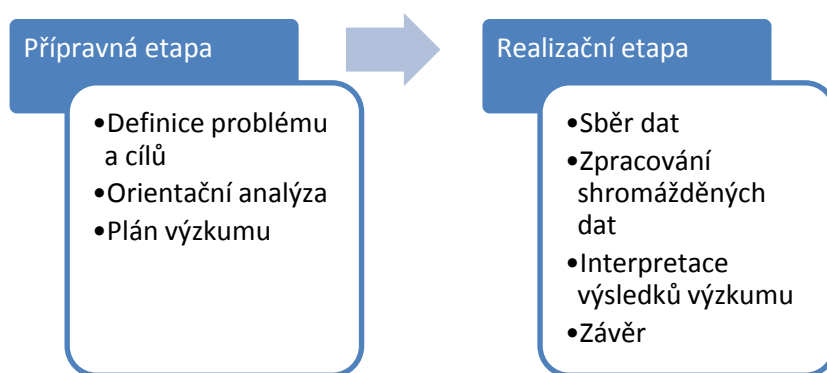 Přípravná etapa
•Definice problému
a cílů
•Orientační analýza
•Plán výzkumu
Realizační etapa
•Sběr dat
•Zpracování
shromážděných
dat
•Interpretace
výsledků výzkumu
•Závěr